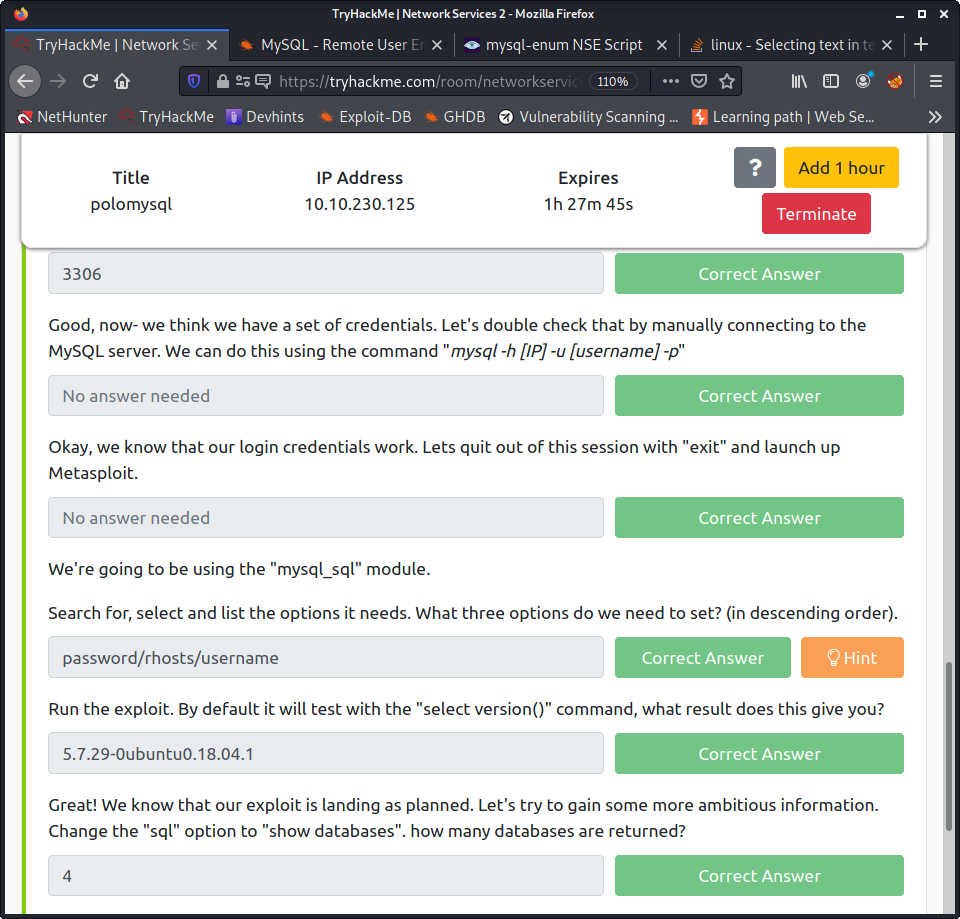 TryHackMe | Network Services 2 - Mozilla Firefox
TryHackMe | Network Se
MySQL - Remote User En
mysql-enum NSE Script
linux - Selecting text in te
https://tryhackme.com/room/networkservic
110%
NetHunter
TryHackMe
Devhints
Exploit-DB
GHDB
Vulnerability Scanning ...
Learning path | Web Se...
Title
IP Address
Expires
polomysql
10.10.230.125
1h 27m 45s
?
Add 1 hour
Terminate
3306
Correct Answer
Good, now- we think we have a set of credentials. Let's double check that by manually connecting to the
MySQL server. We can do this using the command "mysql -h [IP] -u [username] -p"
No answer needed
Correct Answer
Okay, we know that our login credentials work. Lets quit out of this session with "exit" and launch up
Metasploit.
No answer needed
Correct Answer
We're going to be using the "mysql_sql" module.
Search for, select and list the options it needs. What three options do we need to set? (in descending order).
password/rhosts/username
Correct Answer
Hint
Run the exploit. By default it will test with the "select version()" command, what result does this give you?
5.7.29-0ubuntu0.18.04.1
Correct Answer
Great! We know that our exploit is landing as planned. Let's try to gain some more ambitious information.
Change the "sql" option to "show databases". how many databases are returned?
4
Correct Answer